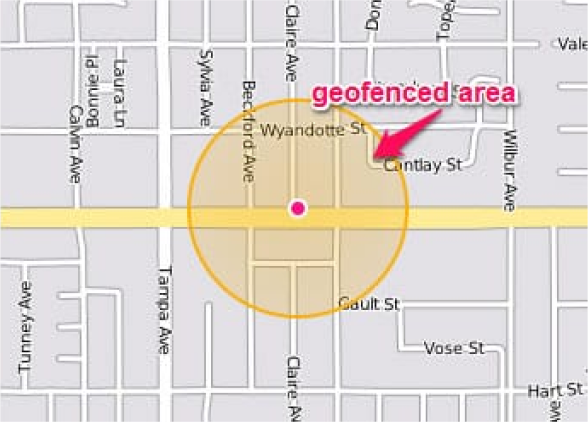 Claire Ave
Don
Tope
Vale
Bonnie Pl
Laura Ln
Sylvia Ave
Beckford Ave
geofenced area
Calvin Ave
Wyandotte St
Cantlay St
Wilbur Ave
Tunney Ave
Tampa Ave
Gault St
Vose St
Claire Av
Hart St